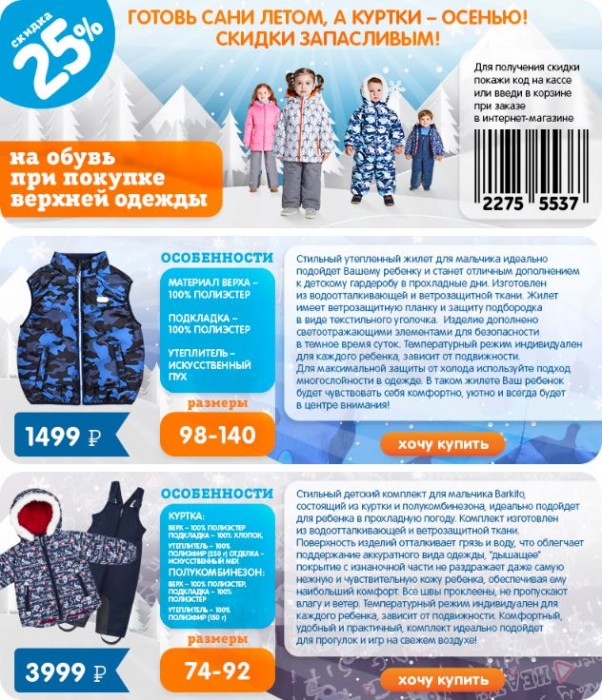 скидка
25%
ГОТОВЬ САНИ ЛЕТОМ, А КУРТКИ – ОСЕНЬЮ!
СКИДКИ ЗАПАСЛИВЫМ!
на обувь
при покупке
верхней одежды
Для получения скидки
покажи код на кассе
или введи в корзине
при заказе
в интернет-магазине
2275 5537
ОСОБЕННОСТИ
МАТЕРИАЛ ВЕРХА –
100% ПОЛИЭСТЕР
ПОДКЛАДКА –
100% ПОЛИЭСТЕР
УТЕПЛИТЕЛЬ –
ИСКУССТВЕННЫЙ
ПУХ
размеры
98-140
1499 ₽
Стильный утепленный жилет для мальчика идеально
подойдет Вашему ребенку и станет отличным дополнением
к детскому гардеробу в прохладные дни. Изготовлен
из водоотталкивающей и ветрозащитной ткани. Жилет
имеет ветрозащитную планку и защиту подбородка
в виде текстильного уголочка. Изделие дополнено
светоотражающими элементами для безопасности
в темное время суток. Температурный режим индивидуален
для каждого ребенка, зависит от подвижности.
Для максимальной защиты от холода используйте подход
многослойности в одежде. В таком жилете Ваш ребенок
будет чувствовать себя комфортно, уютно и всегда будет
в центре внимания!
хочу купить
ОСОБЕННОСТИ
КУРТКА:
ВЕРХ – 100% ПОЛИЭСТЕР
ПОДКЛАДКА – 100% ХЛОПОК,
УТЕПЛИТЕЛЬ – 100%
ПОЛИЭФИР (250 г) ОТДЕЛКА -
ИСКУССТВЕННЫЙ МЕХ
ПОЛУКОМБИНЕЗОН:
ВЕРХ – 100% ПОЛИЭСТЕР,
ПОДКЛАДКА – 100%
ПОЛИЭСТЕР
УТЕПЛИТЕЛЬ – 100%
ПОЛИЭФИР (150 г)
размеры
74-92
3999 ₽
Стильный детский комплект для мальчика Barkito,
состоящий из куртки и полукомбинезона, идеально подойдет
для ребенка в прохладную погоду. Комплект изготовлен
из водоотталкивающей и ветрозащитной ткани.
Поверхность изделий отталкивает грязь и воду, что облегчает
поддержание аккуратного вида одежды, "дышащее"
покрытие с изнаночной части не раздражает даже самую
нежную и чувствительную кожу ребенка, обеспечивая ему
наибольший комфорт. Все швы проклеены, не пропускают
влагу и ветер. Температурный режим индивидуален для
каждого ребенка, зависит от подвижности. Комфортный,
удобный и практичный, комплект идеально подойдет
для прогулок и игр на свежем воздухе!
хочу купить